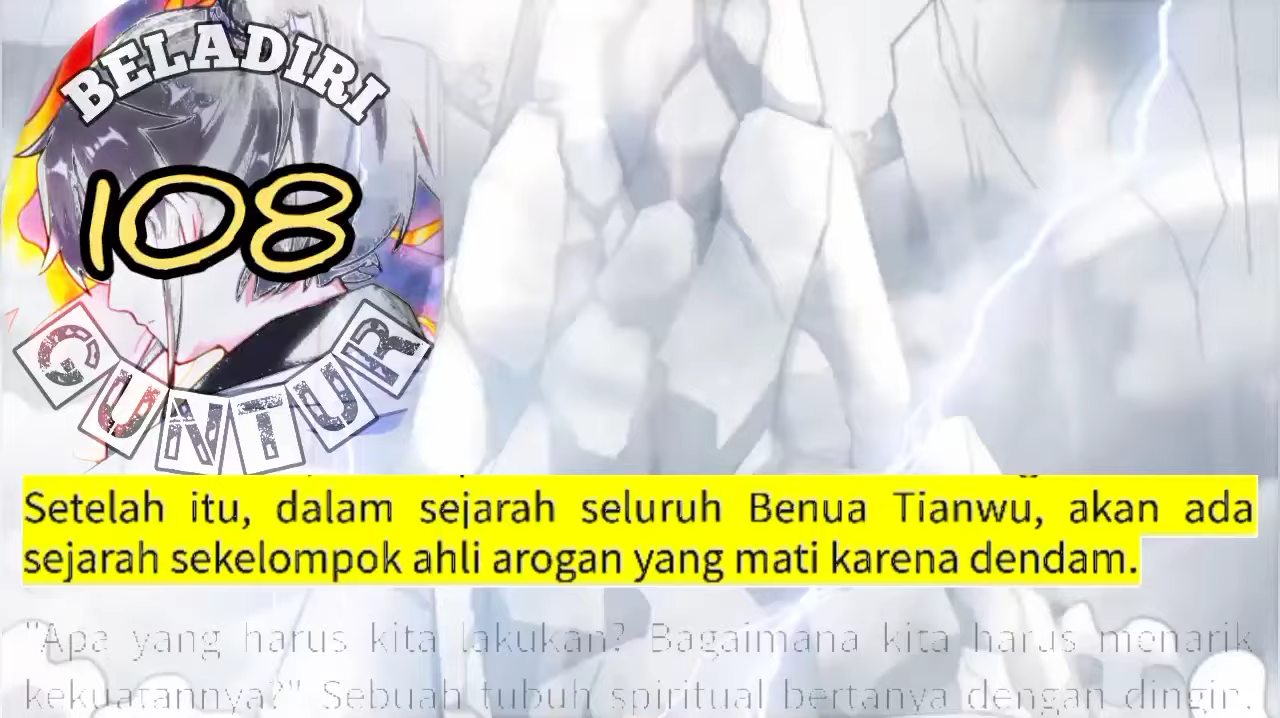 BELADIRI
108
GUNTUR
Setelah itu, dalam sejarah seluruh Benua Tianwu, akan ada
sejarah sekelompok ahli arogan yang mati karena dendam.
"Apa yang harus kita lakukan? Bagaimana kita harus menarik
kekuatannya?" Sebuah tubuh spiritual bertanya dengan dingin.